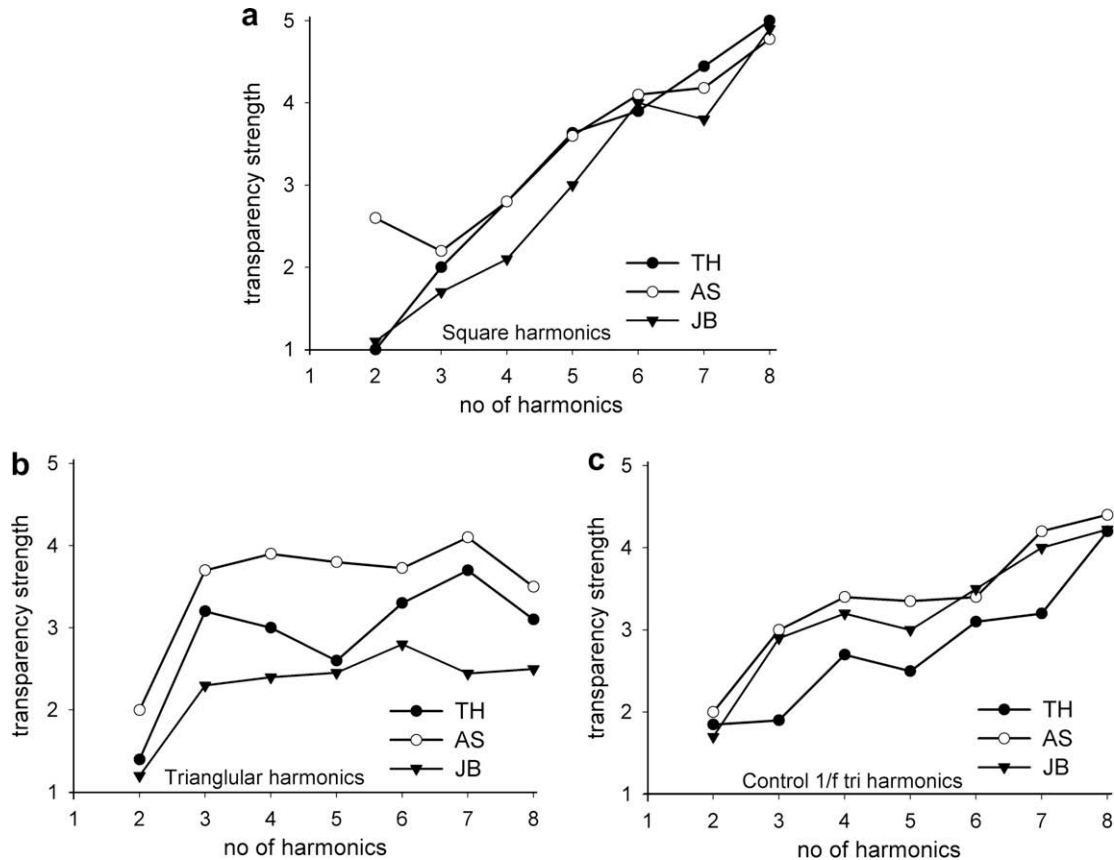 a
5
4
3
2
1
transparency strength
TH
AS
JB
Square harmonics
1 2 3 4 5 6 7 8
no of harmonics
b
5
4
3
2
1
transparency strength
TH
AS
JB
Trianglular harmonics
1 2 3 4 5 6 7 8
no of harmonics
c
5
4
3
2
1
transparency strength
TH
AS
JB
Control 1/f tri harmonics
1 2 3 4 5 6 7 8
no of harmonics